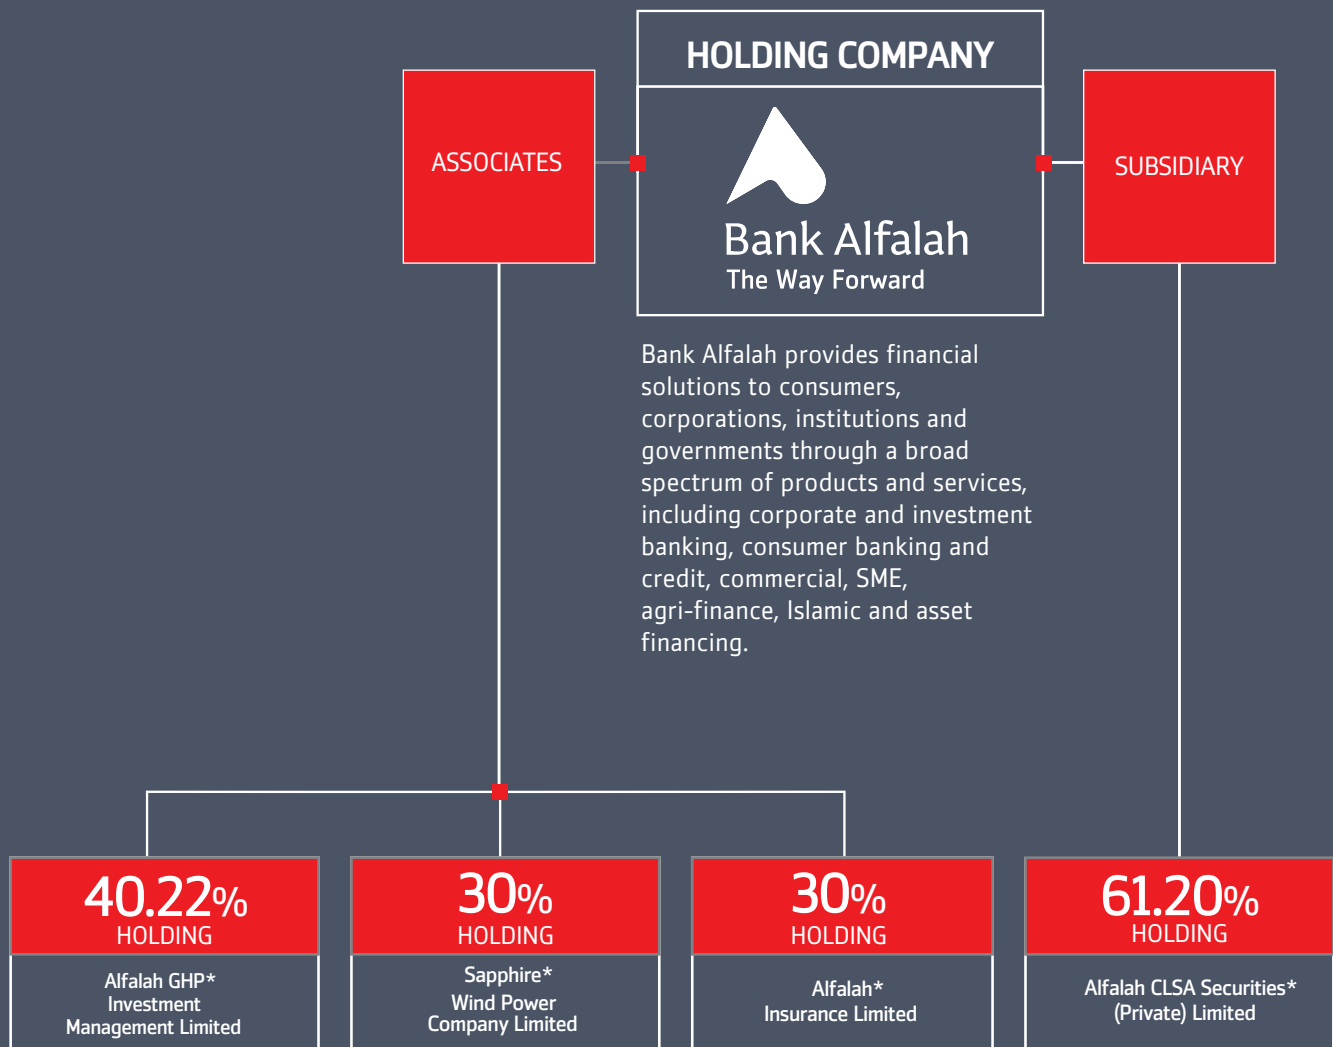 HOLDING COMPANY
ASSOCIATES
SUBSIDIARY
Bank Alfalah
The Way Forward
Bank Alfalah provides financial
solutions to consumers,
corporations, institutions and
governments through a broad
spectrum of products and services,
including corporate and investment
banking, consumer banking and
credit, commercial, SME,
agri-finance, Islamic and asset
financing.
40.22%
HOLDING
Alfalah GHP*
Investment
Management Limited
30%
HOLDING
Sapphire*
Wind Power
Company Limited
30%
HOLDING
Alfalah*
Insurance Limited
61.20%
HOLDING
Alfalah CLSA Securities*
(Private) Limited